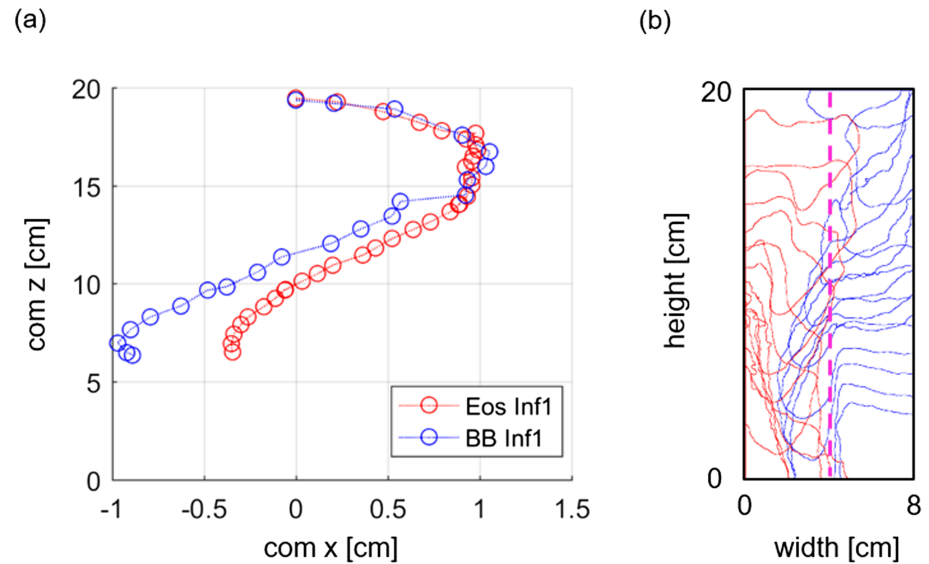 (a)
(b)
20
15
10
5
0
-1
-0.5
0
0.5
1
1.5
com z [cm]
com x [cm]
Eos Inf1
BB Inf1
20
0
0
8
height [cm]
width [cm]